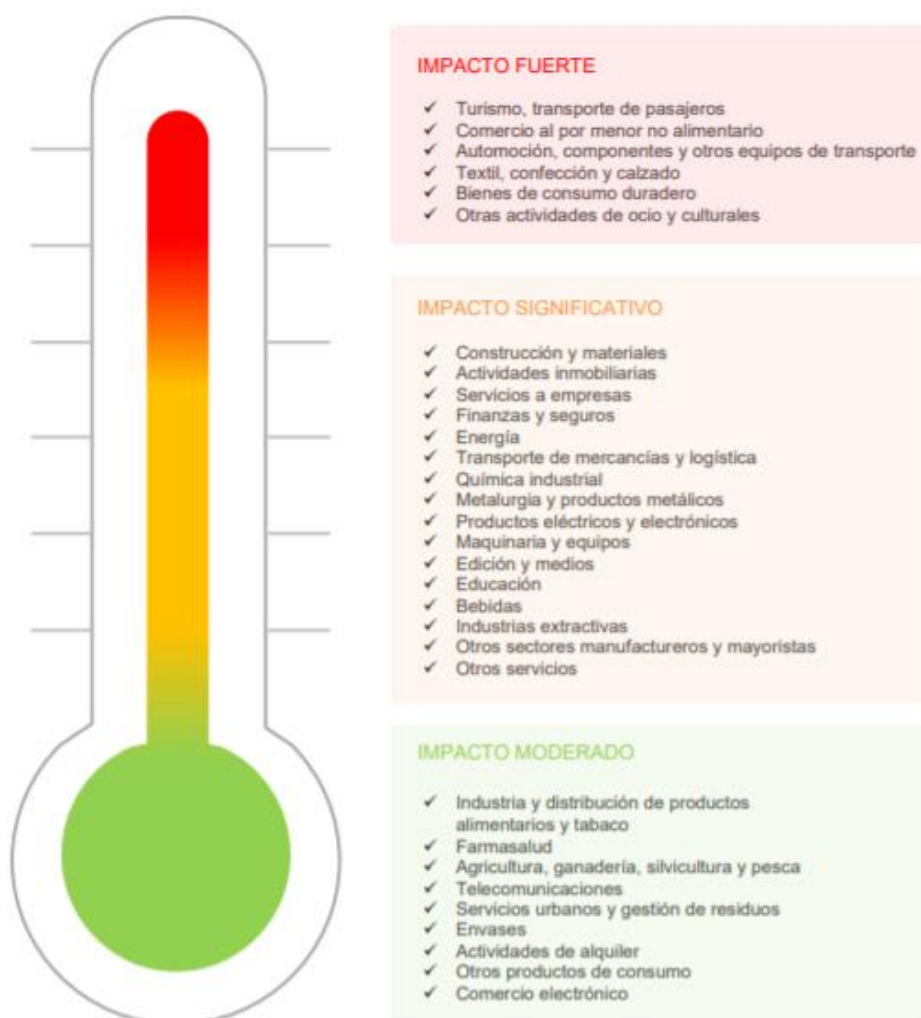 IMPACTO FUERTE
✓ Turismo, transporte de pasajeros
✓ Comercio al por menor no alimentario
✓ Automoción, componentes y otros equipos de transporte
✓ Textil, confección y calzado
✓ Bienes de consumo duradero
✓ Otras actividades de ocio y culturales
IMPACTO SIGNIFICATIVO
✓ Construcción y materiales
✓ Actividades inmobiliarias
✓ Servicios a empresas
✓ Finanzas y seguros
✓ Energía
✓ Transporte de mercancías y logística
✓ Química industrial
✓ Metalurgia y productos metálicos
✓ Productos eléctricos y electrónicos
✓ Maquinaria y equipos
✓ Edición y medios
✓ Educación
✓ Bebidas
✓ Industrias extractivas
✓ Otros sectores manufactureros y mayoristas
✓ Otros servicios
IMPACTO MODERADO
✓ Industria y distribución de productos
alimentarios y tabaco
✓ Farmasalud
✓ Agricultura, ganadería, silvicultura y pesca
✓ Telecomunicaciones
✓ Servicios urbanos y gestión de residuos
✓ Envases
✓ Actividades de alquiler
✓ Otros productos de consumo
✓ Comercio electrónico